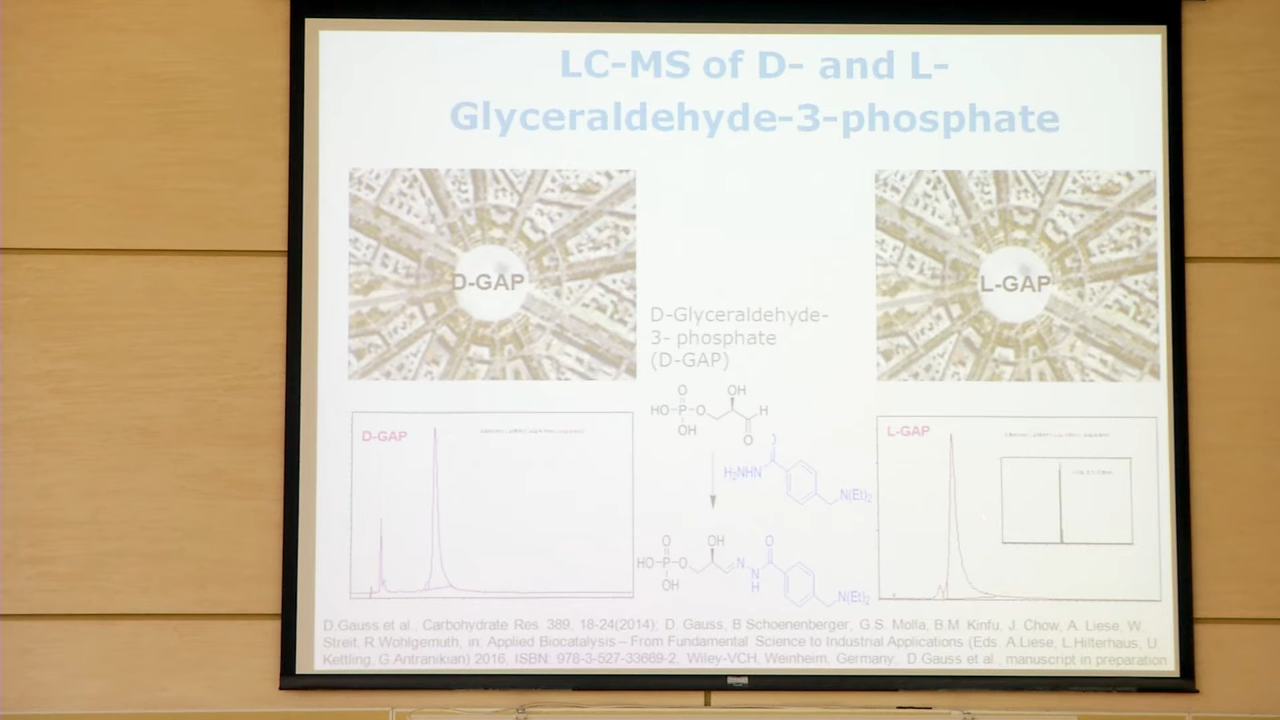 LC-MS of D- and L-
Glyceraldehyde-3-phosphate
D-GAP
L-GAP
D-Glyceraldehyde-
3- phosphate
(D-GAP)
O
OH
HO-P-O
H
OH
O
D-GAP
L-GAP
O
H₂NHN
N(Et)₂
O
OH
O
HO-P-O
N
N
OH
H
N(Et)₂
D.Gauss et al., Carbohydrate Res. 389, 18-24(2014); D. Gauss, B.Schoenenberger, G.S. Molla, B.M. Kinfu, J. Chow, A. Liese, W.
Streit, R.Wohlgemuth, in: Applied Biocatalysis – From Fundamental Science to Industrial Applications (Eds. A.Liese, L.Hilterhaus, U.
Kettling, G.Antranikian) 2016, ISBN: 978-3-527-33669-2, Wiley-VCH, Weinheim, Germany, D.Gauss et al., manuscript in preparation